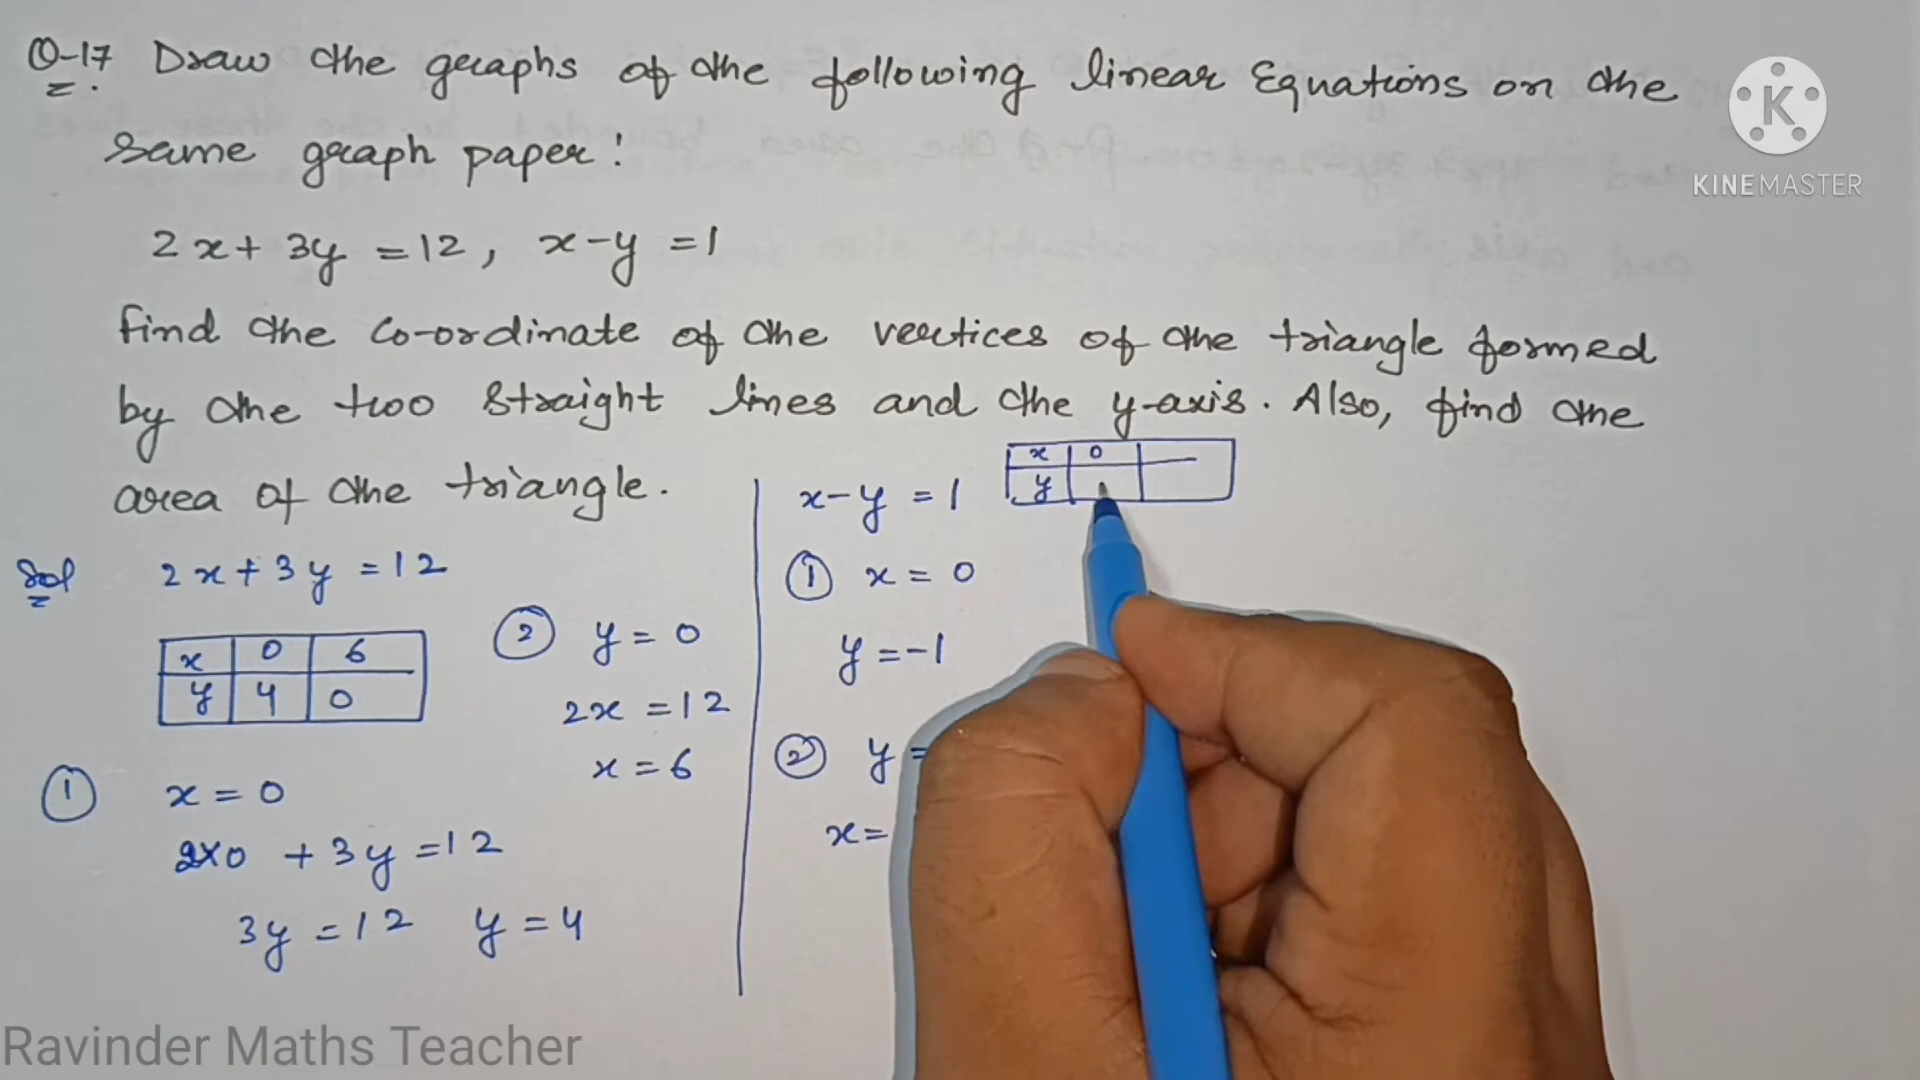 Q-17 Draw the graphs of the following linear Equations on the
same graph paper:
2x + 3y = 12, x - y = 1
find the co-ordinate of the vertices of the triangle formed
by the two straight lines and the y-axis. Also, find the
area of the triangle.
Sol 2x + 3y = 12
x 0 6
y 4 0
① x = 0
2×0 + 3y = 12
3y = 12 y = 4
② y = 0
2x = 12
x = 6
x - y = 1
x 0
y
① x = 0
y = -1
② y =
x =
K
KINEMASTER
Ravinder Maths Teacher